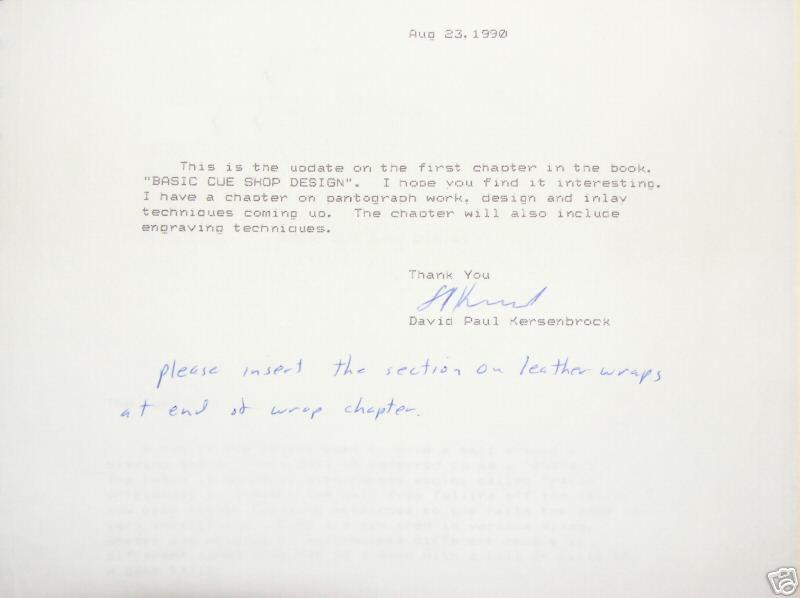 Aug 23, 1990
This is the update on the first chapter in the book,
"BASIC CUE SHOP DESIGN". I hope you find it interesting.
I have a chapter on pantograph work, design and inlay
techniques coming up. The chapter will also include
engraving techniques.
Thank You
David Paul Kersenbrock
please insert the section on leather wraps
at end of wrap chapter.